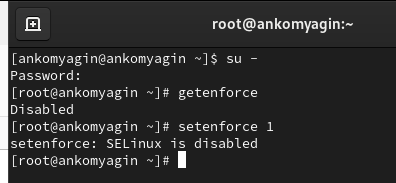 root@ankomyagin:~
[ankomyagin@ankomyagin ~]$ su -
Password:
[root@ankomyagin ~]# getenforce
Disabled
[root@ankomyagin ~]# setenforce 1
setenforce: SELinux is disabled
[root@ankomyagin ~]#